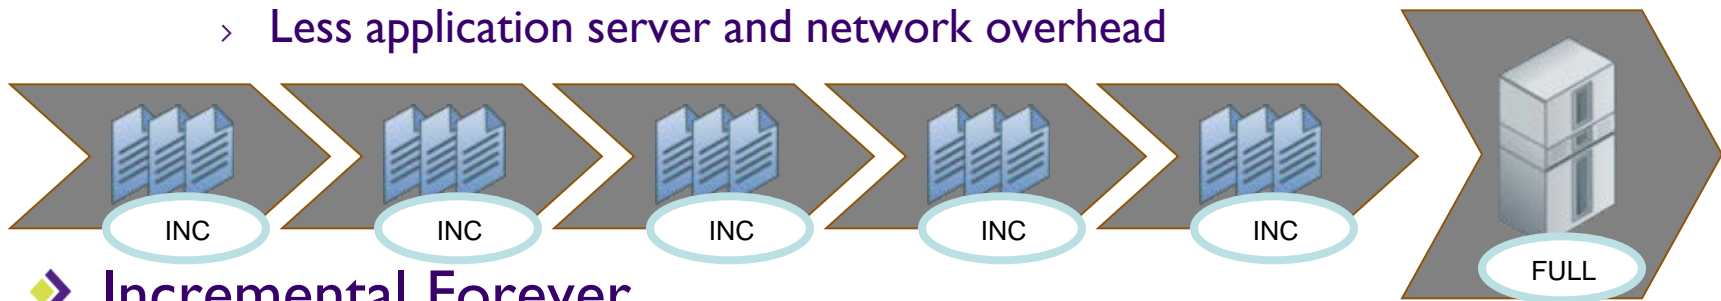 › Less application server and network overhead
INC INC INC INC INC
FULL
Incremental Forever